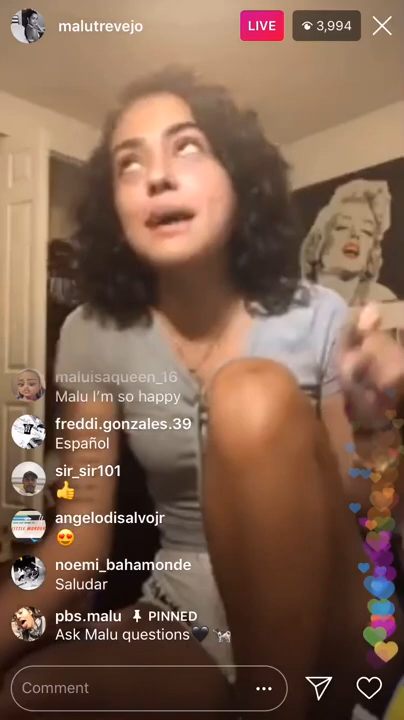 malutrevejo
LIVE
3,994
maluisaqueen_16
Malu I’m so happy
freddi.gonzales.39
Español
sir_sir101
👍
angelodisalvojr
😍
noemi_bahamonde
Saludar
pbs.malu 📌 PINNED
Ask Malu questions🖤🐩
Comment